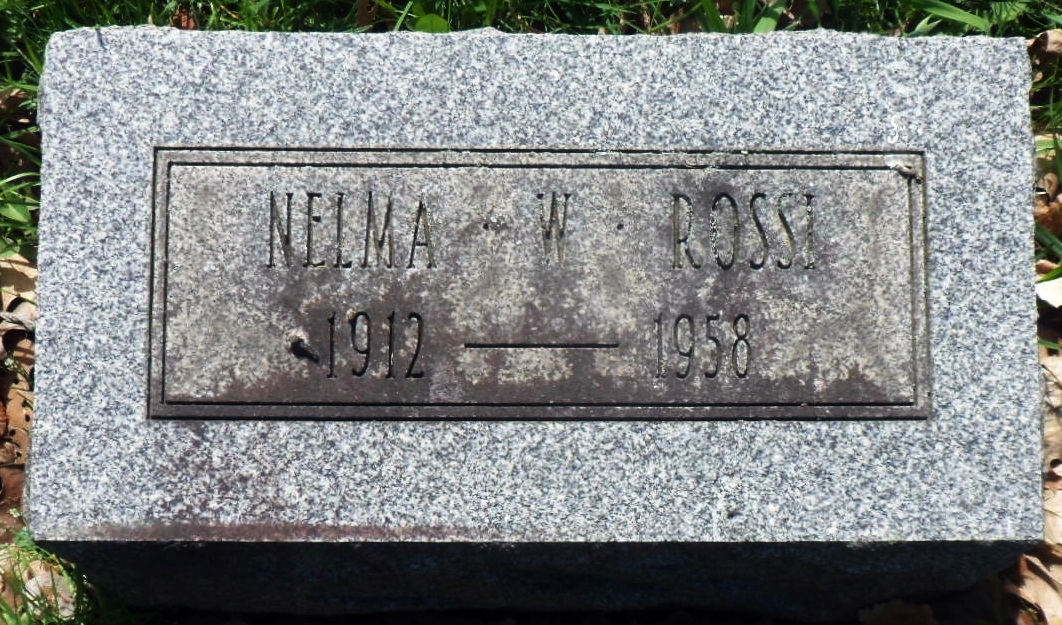 NELMA · W · ROSSI
1912 — 1958